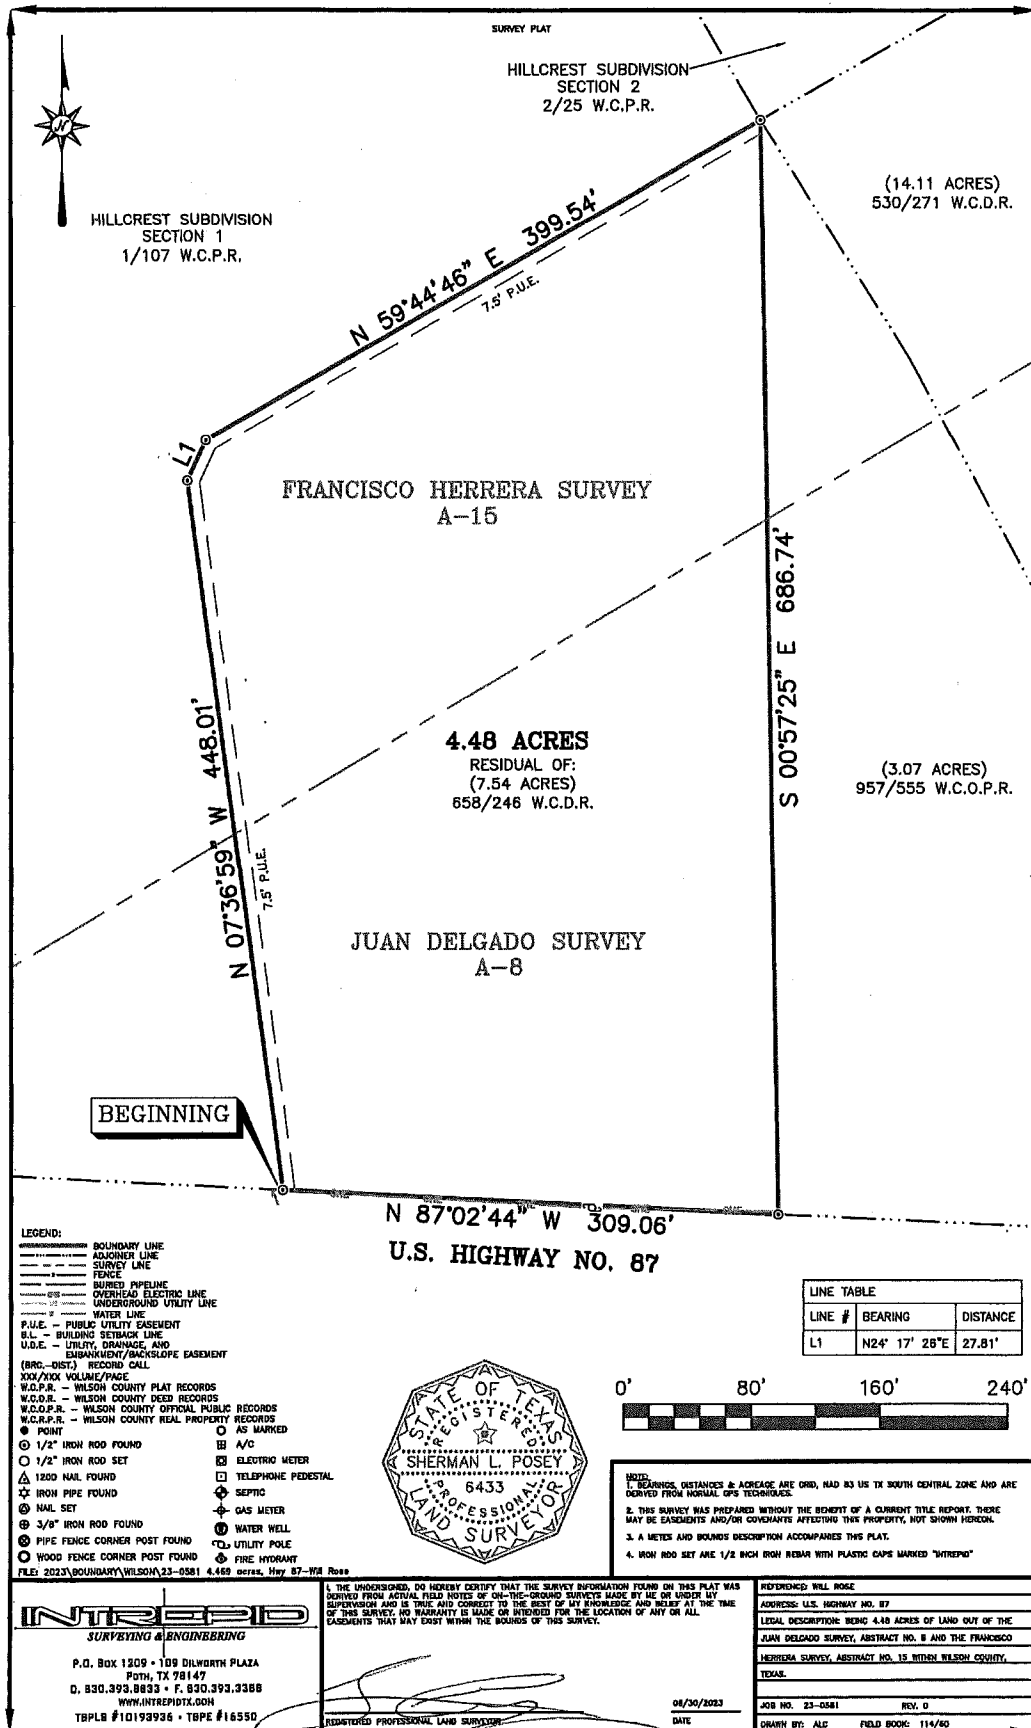 SURVEY PLAT
HILLCREST SUBDIVISION
SECTION 2
2/25 W.C.P.R.
N
(14.11 ACRES)
530/271 W.C.D.R.
HILLCREST SUBDIVISION
SECTION 1
1/107 W.C.P.R.
N 59°44'46" E 399.54'
7.5' P.U.E.
L1
FRANCISCO HERRERA SURVEY
A-15
S 00°57'25" E 686.74'
N 07°36'59" W 448.01'
7.5' P.U.E.
4.48 ACRES
RESIDUAL OF:
(7.54 ACRES)
658/246 W.C.D.R.
(3.07 ACRES)
957/555 W.C.O.P.R.
JUAN DELGADO SURVEY
A-8
BEGINNING
N 87°02'44" W 309.06'
U.S. HIGHWAY NO. 87
LEGEND:
BOUNDARY LINE
ADJOINER LINE
SURVEY LINE
FENCE
BURIED PIPELINE
OVERHEAD ELECTRIC LINE
UNDERGROUND UTILITY LINE
WATER LINE
P.U.E. - PUBLIC UTILITY EASEMENT
B.L. - BUILDING SETBACK LINE
U.D.E. - UTILITY, DRAINAGE, AND
EMBANKMENT/BACKSLOPE EASEMENT
(BRG.-DIST.) RECORD CALL
XXX/XXX VOLUME/PAGE
W.C.P.R. - WILSON COUNTY PLAT RECORDS
W.C.D.R. - WILSON COUNTY DEED RECORDS
W.C.O.P.R. - WILSON COUNTY OFFICIAL PUBLIC RECORDS
W.C.R.P.R. - WILSON COUNTY REAL PROPERTY RECORDS
POINT
1/2" IRON ROD FOUND
1/2" IRON ROD SET
120D NAIL FOUND
IRON PIPE FOUND
NAIL SET
3/8" IRON ROD FOUND
PIPE FENCE CORNER POST FOUND
WOOD FENCE CORNER POST FOUND
AS MARKED
A/C
ELECTRIC METER
TELEPHONE PEDESTAL
SEPTIC
GAS METER
WATER WELL
UTILITY POLE
FIRE HYDRANT
FILE: 2023\BOUNDARY\WILSON\23-0581 4.469 acres, Hwy 87-Will Rose
LINE TABLE
LINE # BEARING DISTANCE
L1 N24° 17' 26"E 27.81'
0' 80' 160' 240'
STATE OF TEXAS
REGISTERED
SHERMAN L. POSEY
6433
PROFESSIONAL
LAND SURVEYOR
NOTE:
1. BEARINGS, DISTANCES & ACREAGE ARE GRID, NAD 83 US TX SOUTH CENTRAL ZONE AND ARE
DERIVED FROM NORMAL GPS TECHNIQUES.
2. THIS SURVEY WAS PREPARED WITHOUT THE BENEFIT OF A CURRENT TITLE REPORT. THERE
MAY BE EASEMENTS AND/OR COVENANTS AFFECTING THIS PROPERTY, NOT SHOWN HEREON.
3. A METES AND BOUNDS DESCRIPTION ACCOMPANIES THIS PLAT.
4. IRON ROD SET ARE 1/2 INCH IRON REBAR WITH PLASTIC CAPS MARKED "INTREPID"
INTREPID
SURVEYING & ENGINEERING
P.O. BOX 1209 • 109 DILWORTH PLAZA
POTH, TX 78147
O. 830.393.8833 • F. 830.393.3388
WWW.INTREPIDTX.COM
TBPLS #10193936 • TBPE #16550
I, THE UNDERSIGNED, DO HEREBY CERTIFY THAT THE SURVEY INFORMATION FOUND ON THIS PLAT WAS
DERIVED FROM ACTUAL FIELD NOTES OF ON-THE-GROUND SURVEYS MADE BY ME OR UNDER MY
SUPERVISION AND IS TRUE AND CORRECT TO THE BEST OF MY KNOWLEDGE AND BELIEF AT THE TIME
OF THIS SURVEY. NO WARRANTY IS MADE OR INTENDED FOR THE LOCATION OF ANY OR ALL
EASEMENTS THAT MAY EXIST WITHIN THE BOUNDS OF THIS SURVEY.
REGISTERED PROFESSIONAL LAND SURVEYOR
08/30/2023
DATE
REFERENCE: WILL ROSE
ADDRESS: U.S. HIGHWAY NO. 87
LEGAL DESCRIPTION: BEING 4.48 ACRES OF LAND OUT OF THE
JUAN DELGADO SURVEY, ABSTRACT NO. 8 AND THE FRANCISCO
HERRERA SURVEY, ABSTRACT NO. 15 WITHIN WILSON COUNTY,
TEXAS.
JOB NO. 23-0581 REV. 0
DRAWN BY: ALC FIELD BOOK: 114/60